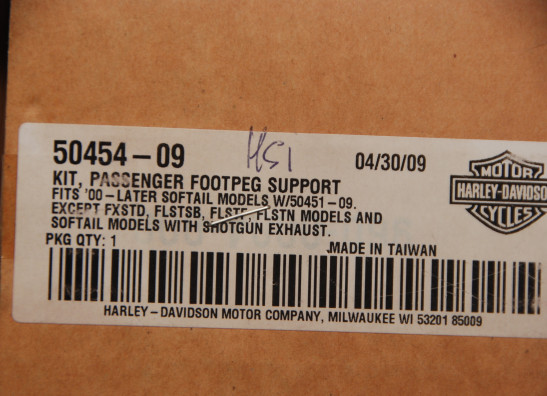 50454-09 04/30/09
KIT, PASSENGER FOOTPEG SUPPORT
FITS '00-LATER SOFTAIL MODELS W/50451-09.
EXCEPT FXSTD, FLSTSB, FLSTF, FLSTN MODELS AND
SOFTAIL MODELS WITH SHOTGUN EXHAUST.
PKG QTY: 1
MADE IN TAIWAN
HARLEY-DAVIDSON MOTOR COMPANY, MILWAUKEE WI 53201 85009
MOTOR
HARLEY-DAVIDSON
CYCLES